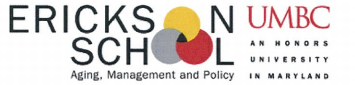 ERICKSON
SCHOOL
Aging, Management and Policy
UMBC
AN HONORS
UNIVERSITY
IN MARYLAND